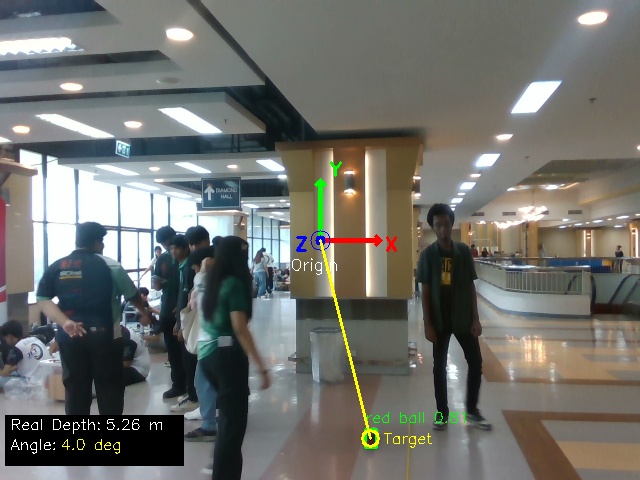 DIAMOND
HALL
Y
Z
X
Origin
red ball 0.81
Target
Real Depth: 5.26 m
Angle: 4.0 deg